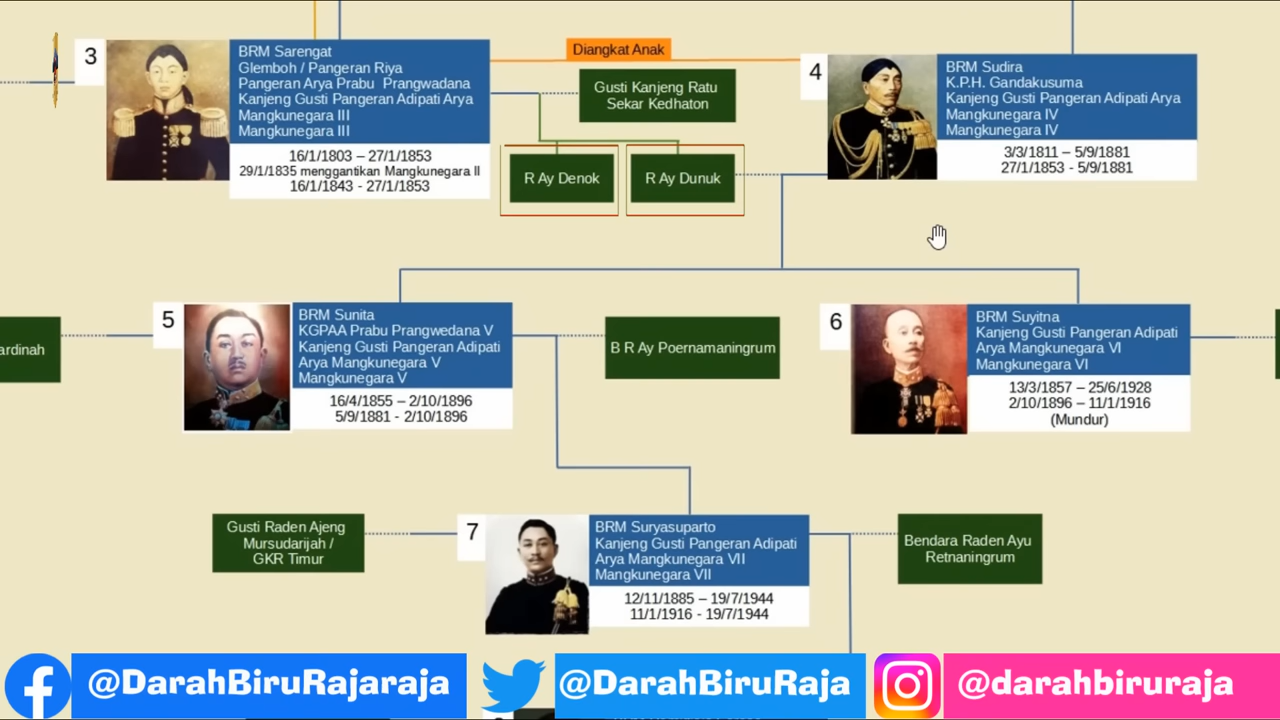 3
BRM Sarengat
Glemboh / Pangeran Riya
Pangeran Arya Prabu Prangwadana
Kanjeng Gusti Pangeran Adipati Arya
Mangkunegara III
Mangkunegara III
16/1/1803 – 27/1/1853
29/1/1835 menggantikan Mangkunegara II
16/1/1843 - 27/1/1853
Diangkat Anak
Gusti Kanjeng Ratu
Sekar Kedhaton
R Ay Denok
R Ay Dunuk
4
BRM Sudira
K.P.H. Gandakusuma
Kanjeng Gusti Pangeran Adipati Arya
Mangkunegara IV
Mangkunegara IV
3/3/1811 – 5/9/1881
27/1/1853 - 5/9/1881
ardinah
5
BRM Sunita
KGPAA Prabu Prangwedana V
Kanjeng Gusti Pangeran Adipati
Arya Mangkunegara V
Mangkunegara V
16/4/1855 – 2/10/1896
5/9/1881 - 2/10/1896
B R Ay Poernamaningrum
6
BRM Suyitna
Kanjeng Gusti Pangeran Adipati
Arya Mangkunegara VI
Mangkunegara VI
13/3/1857 – 25/6/1928
2/10/1896 – 11/1/1916
(Mundur)
Gusti Raden Ajeng
Mursudarijah /
GKR Timur
7
BRM Suryasuparto
Kanjeng Gusti Pangeran Adipati
Arya Mangkunegara VII
Mangkunegara VII
12/11/1885 – 19/7/1944
11/1/1916 - 19/7/1944
Bendara Raden Ayu
Retnaningrum
@DarahBiruRajaraja
@DarahBiruRaja
@darahbiruraja